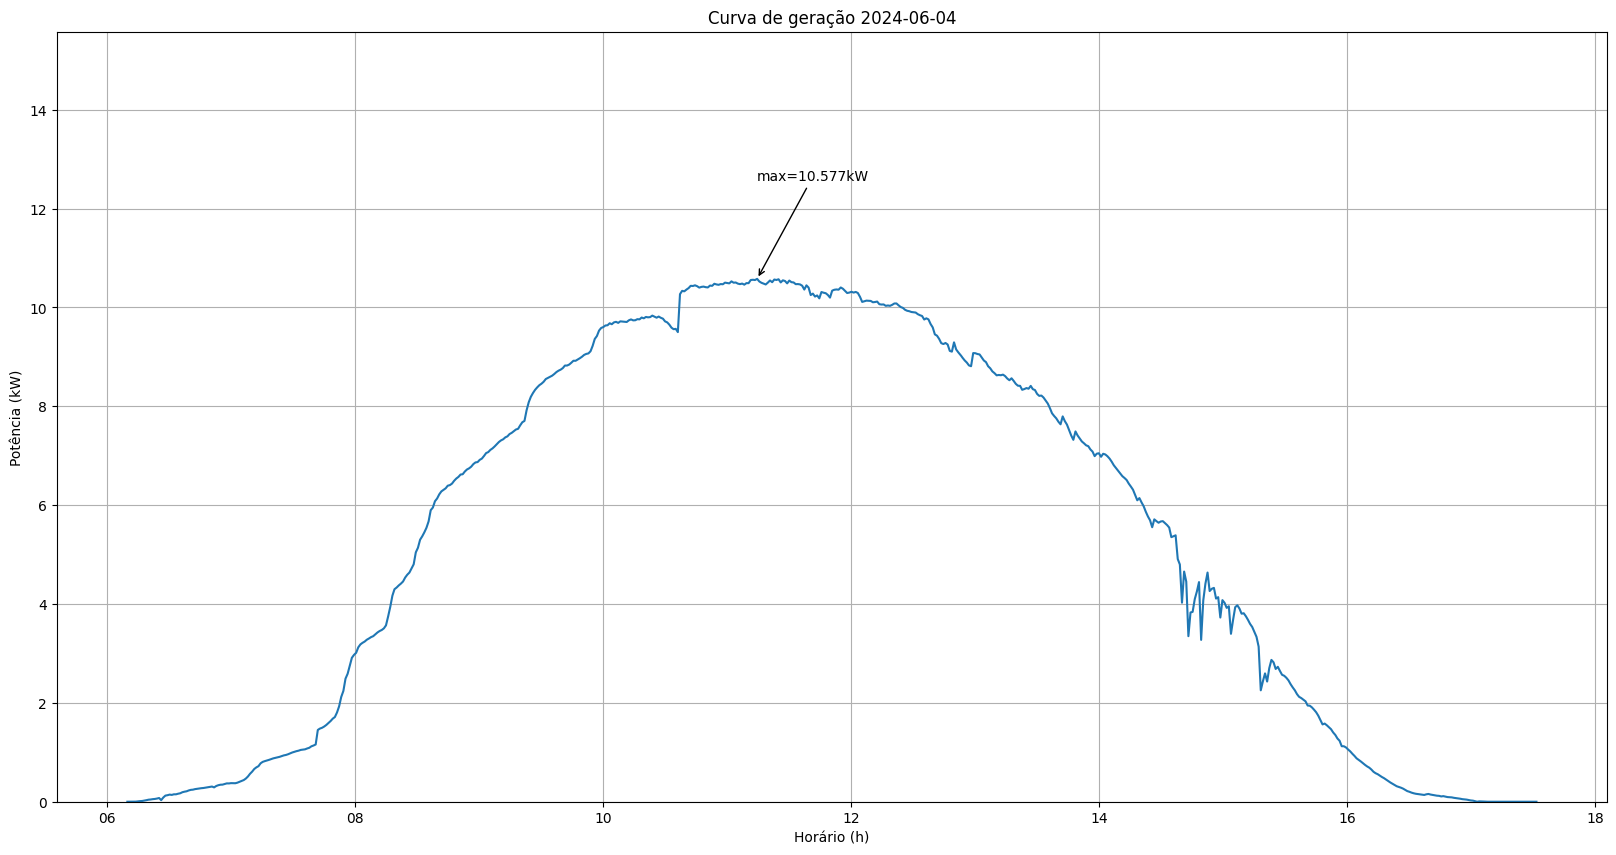 Curva de geração 2024-06-04
14
12
10
8
6
4
2
0
Potência (kW)
max=10.577kW
06 08 10 12 14 16 18
Horário (h)